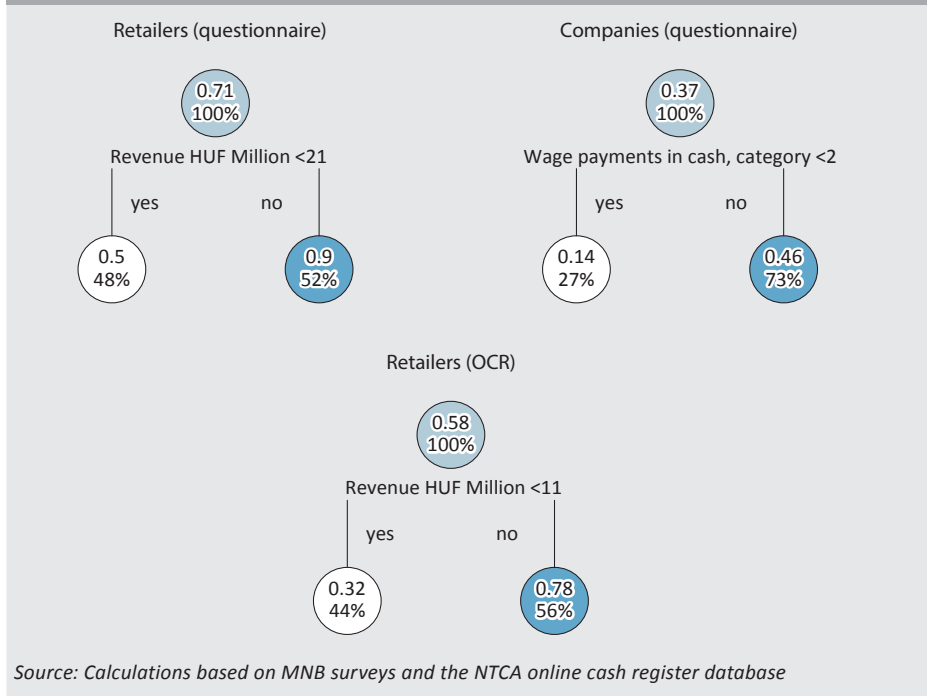 Retailers (questionnaire)
0.71
100%
Revenue HUF Million <21
yes no
0.5
48%
0.9
52%
Companies (questionnaire)
0.37
100%
Wage payments in cash, category <2
yes no
0.14
27%
0.46
73%
Retailers (OCR)
0.58
100%
Revenue HUF Million <11
yes no
0.32
44%
0.78
56%
Source: Calculations based on MNB surveys and the NTCA online cash register database